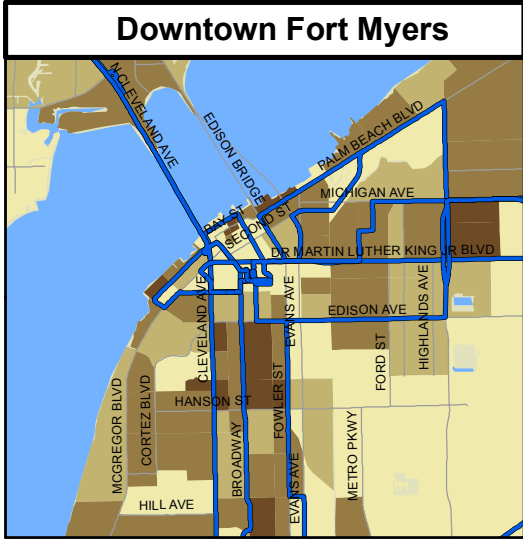 Downtown Fort Myers
N CLEVELAND AVE
EDISON BRIDGE
PALM BEACH BLVD
MICHIGAN AVE
BAY ST
SECOND ST
DR MARTIN LUTHER KING JR BLVD
CLEVELAND AVE
EVANS AVE
EDISON AVE
HIGHLANDS AVE
FORD ST
MCGREGOR BLVD
CORTEZ BLVD
HANSON ST
FOWLER ST
BROADWAY
METRO PKWY
HILL AVE
EVANS AVE